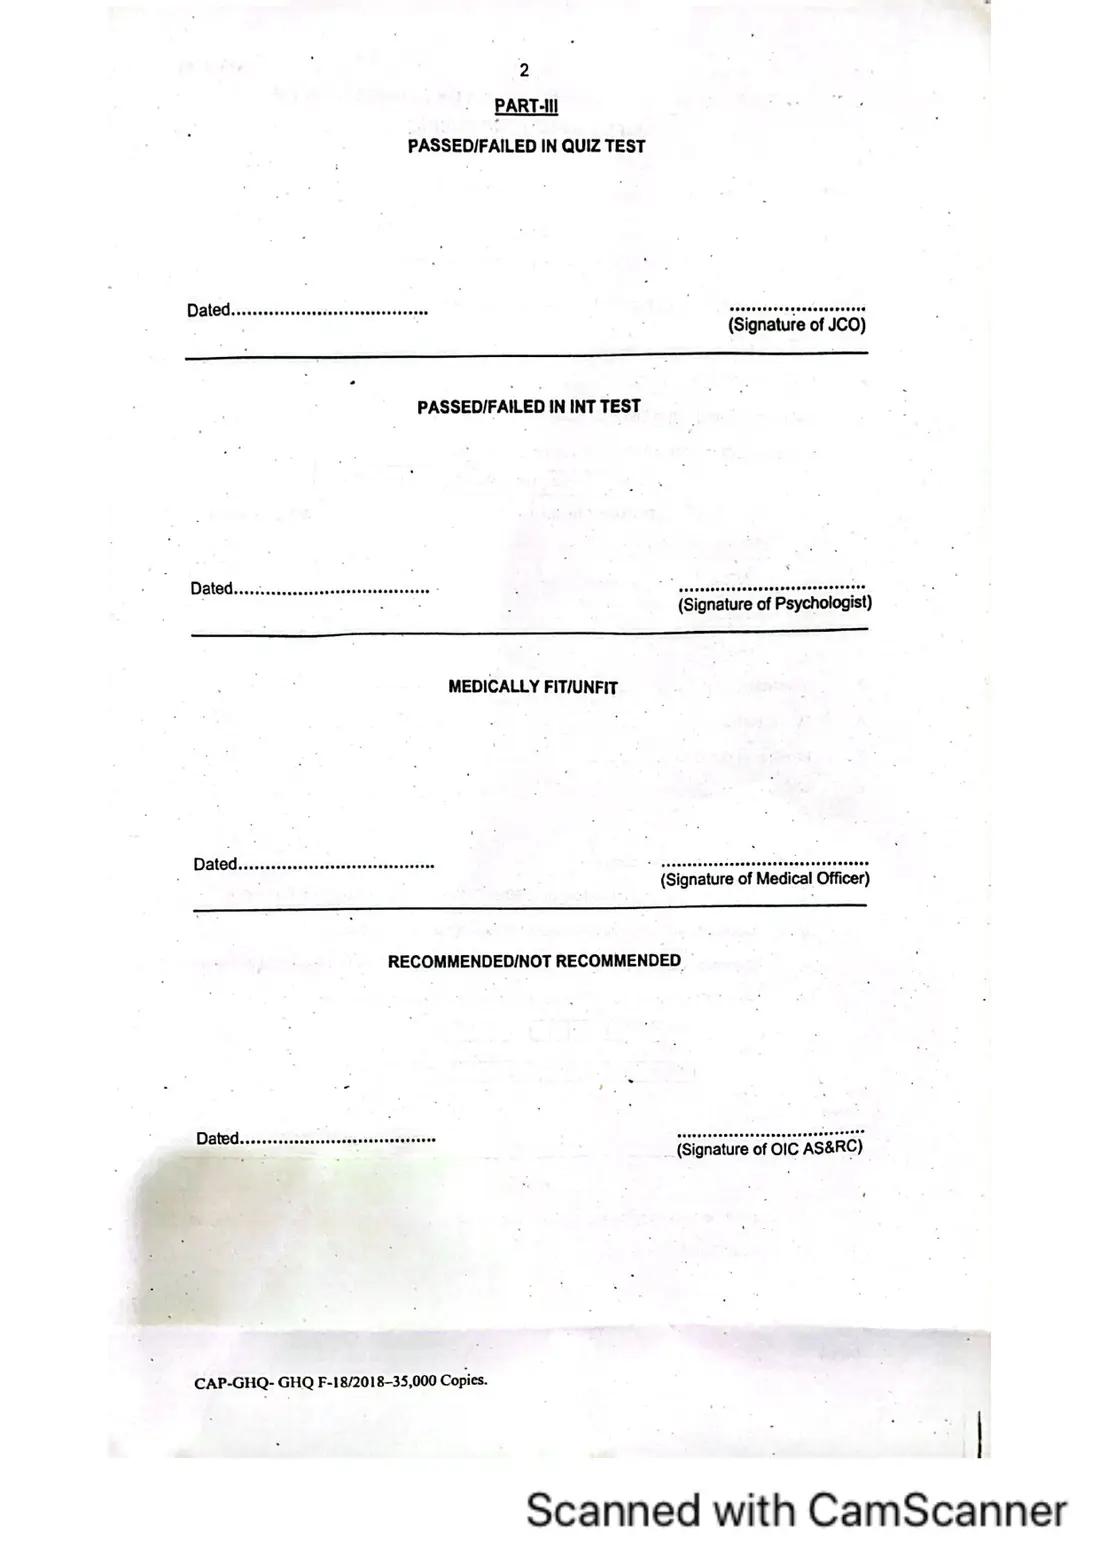 2
PART-III
PASSED/FAILED IN QUIZ TEST
Dated....................................
.........................
(Signature of JCO)
PASSED/FAILED IN INT TEST
Dated....................................
..................................
(Signature of Psychologist)
MEDICALLY FIT/UNFIT
Dated....................................
......................................
(Signature of Medical Officer)
RECOMMENDED/NOT RECOMMENDED
Dated....................................
..................................
(Signature of OIC AS&RC)
CAP-GHQ- GHQ F-18/2018–35,000 Copies.
Scanned with CamScanner